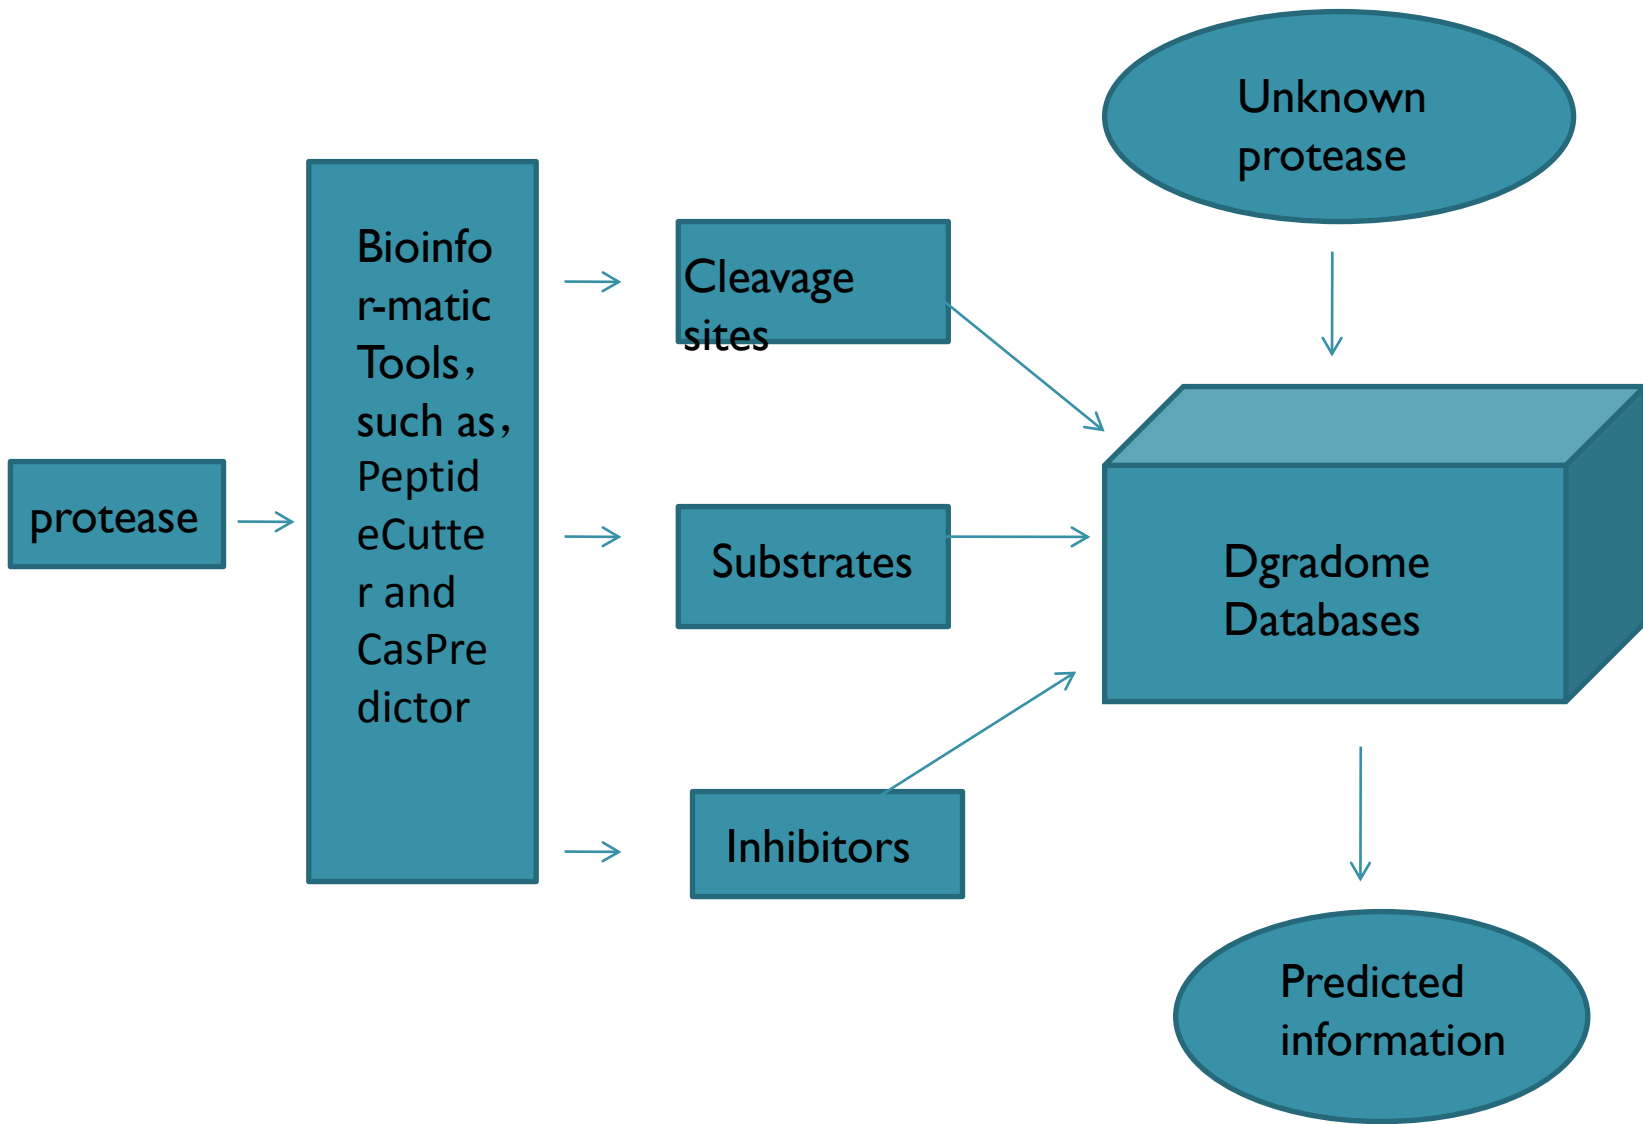 protease
Bioinfo
r-matic
Tools，
such as，
Peptid
eCutte
r and
CasPre
dictor
Cleavage
sites
Substrates
Inhibitors
Unknown
protease
Dgradome
Databases
Predicted
information